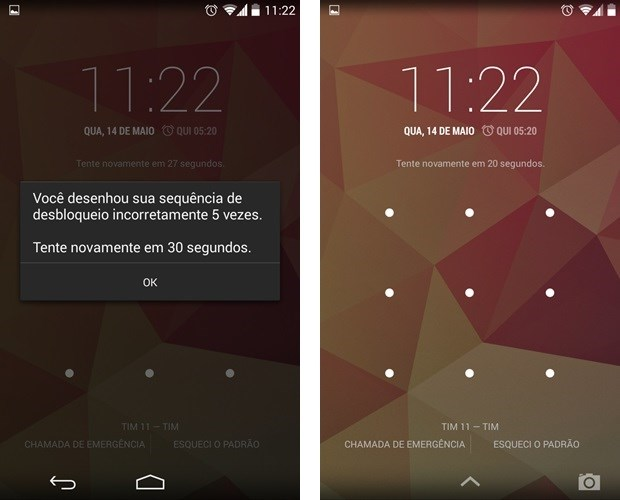 11:22
11:22
QUA, 14 DE MAIO QUI 05:20
Tente novamente em 27 segundos.
Você desenhou sua sequência de
desbloqueio incorretamente 5 vezes.
Tente novamente em 30 segundos.
OK
TIM 11 — TIM
CHAMADA DE EMERGÊNCIA ESQUECI O PADRÃO
11:22
QUA, 14 DE MAIO QUI 05:20
Tente novamente em 20 segundos.
TIM 11 — TIM
CHAMADA DE EMERGÊNCIA ESQUECI O PADRÃO